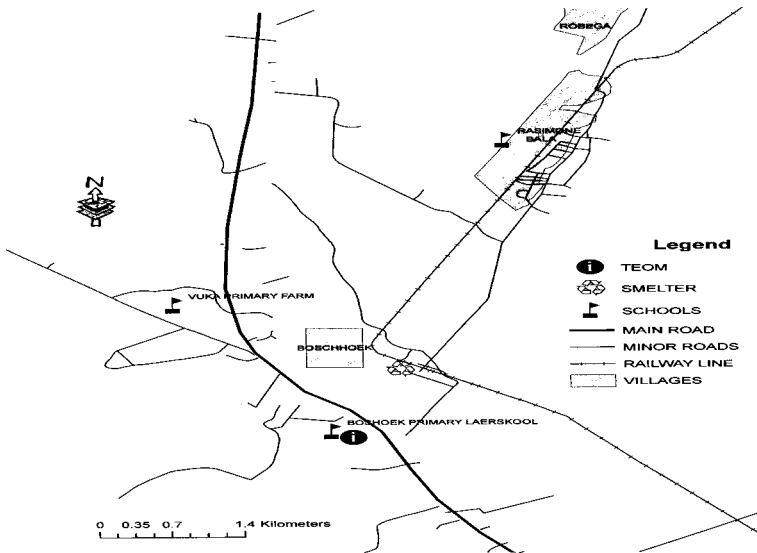 ROBEGA
RASIMONE
BALA
N
VUKA PRIMARY FARM
BOSCHHOEK
BOSHOEK PRIMARY LAERSKOOL
Legend
i TEOM
SMELTER
SCHOOLS
MAIN ROAD
MINOR ROADS
RAILWAY LINE
VILLAGES
i
0 0.35 0.7 1.4 Kilometers